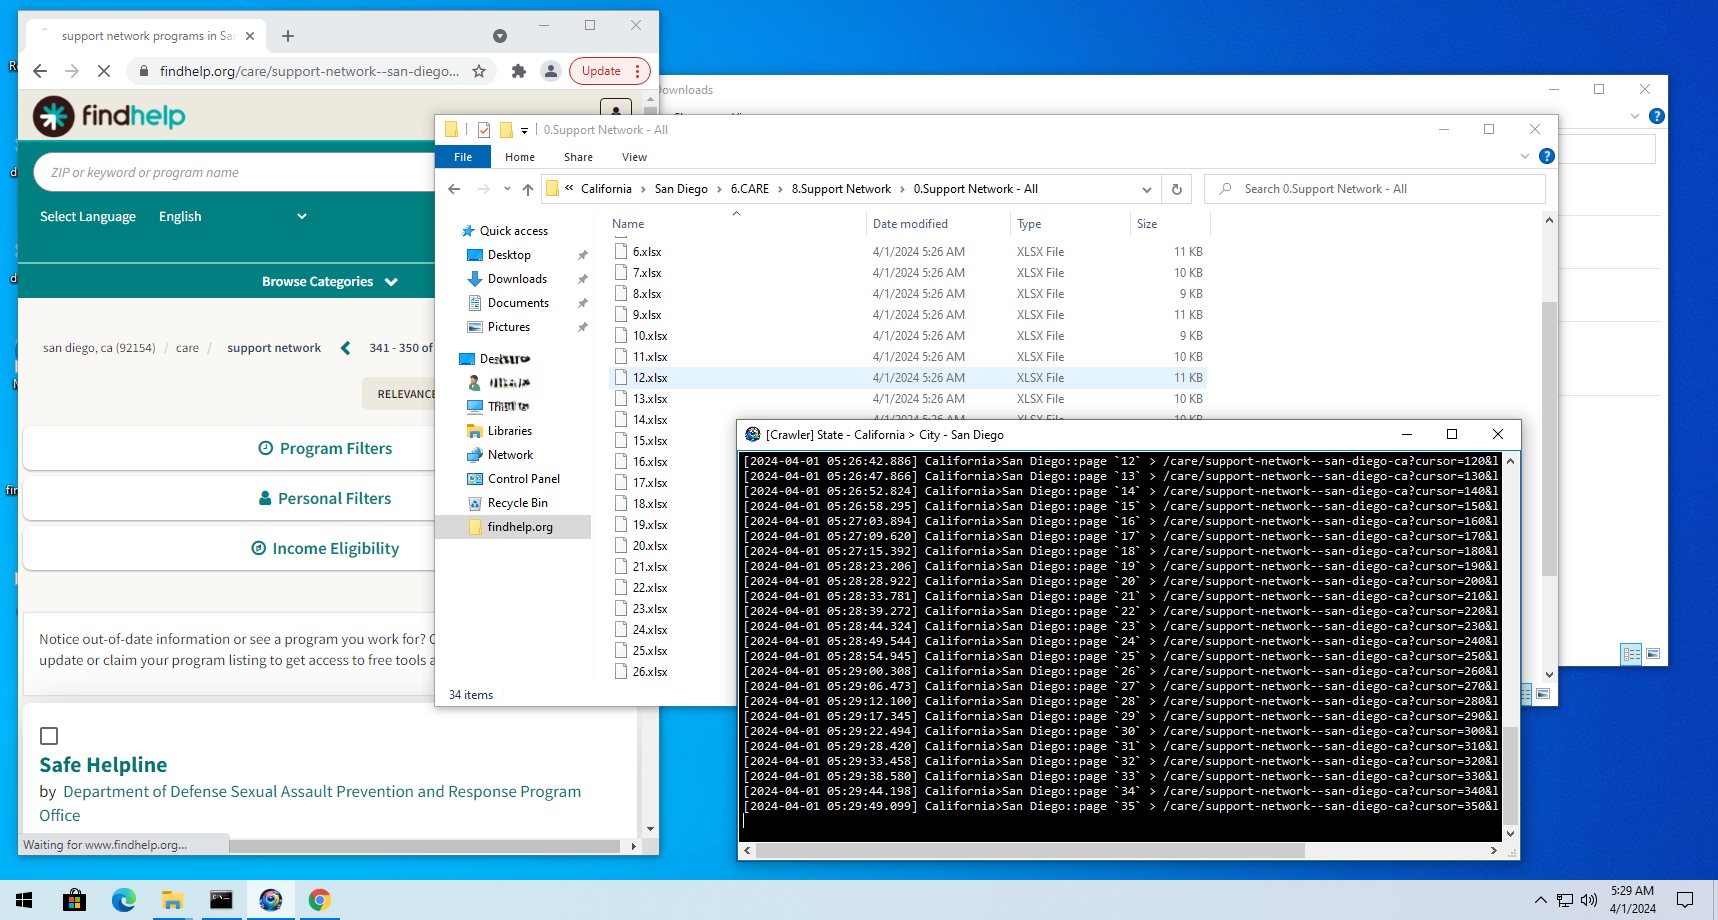 support network programs in Sa
findhelp.org/care/support-network--san-diego...
Update
findhelp
ZIP or keyword or program name
Select Language
English
Browse Categories
san diego, ca (92154) / care / support network
341 - 350 of
RELEVANCE
Program Filters
Personal Filters
Income Eligibility
Notice out-of-date information or see a program you work for?
update or claim your program listing to get access to free tools
Safe Helpline
by Department of Defense Sexual Assault Prevention and Response Program
Office
Waiting for www.findhelp.org...
ownloads
0.Support Network - All
File
Home
Share
View
« California > San Diego > 6.CARE > 8.Support Network > 0.Support Network - All
Search 0.Support Network - All
Quick access
Desktop
Downloads
Documents
Pictures
Libraries
Network
Control Panel
Recycle Bin
findhelp.org
Name Date modified Type Size
6.xlsx 4/1/2024 5:26 AM XLSX File 11 KB
7.xlsx 4/1/2024 5:26 AM XLSX File 10 KB
8.xlsx 4/1/2024 5:26 AM XLSX File 9 KB
9.xlsx 4/1/2024 5:26 AM XLSX File 11 KB
10.xlsx 4/1/2024 5:26 AM XLSX File 9 KB
11.xlsx 4/1/2024 5:26 AM XLSX File 10 KB
12.xlsx 4/1/2024 5:26 AM XLSX File 11 KB
13.xlsx 4/1/2024 5:26 AM XLSX File 10 KB
14.xlsx
15.xlsx
16.xlsx
17.xlsx
18.xlsx
19.xlsx
20.xlsx
21.xlsx
22.xlsx
23.xlsx
24.xlsx
25.xlsx
26.xlsx
34 items
[Crawler] State - California > City - San Diego
[2024-04-01 05:26:42.886] California>San Diego::page `12` > /care/support-network--san-diego-ca?cursor=120&l
[2024-04-01 05:26:47.866] California>San Diego::page `13` > /care/support-network--san-diego-ca?cursor=130&l
[2024-04-01 05:26:52.824] California>San Diego::page `14` > /care/support-network--san-diego-ca?cursor=140&l
[2024-04-01 05:26:58.295] California>San Diego::page `15` > /care/support-network--san-diego-ca?cursor=150&l
[2024-04-01 05:27:03.894] California>San Diego::page `16` > /care/support-network--san-diego-ca?cursor=160&l
[2024-04-01 05:27:09.620] California>San Diego::page `17` > /care/support-network--san-diego-ca?cursor=170&l
[2024-04-01 05:27:15.392] California>San Diego::page `18` > /care/support-network--san-diego-ca?cursor=180&l
[2024-04-01 05:28:23.206] California>San Diego::page `19` > /care/support-network--san-diego-ca?cursor=190&l
[2024-04-01 05:28:28.922] California>San Diego::page `20` > /care/support-network--san-diego-ca?cursor=200&l
[2024-04-01 05:28:33.781] California>San Diego::page `21` > /care/support-network--san-diego-ca?cursor=210&l
[2024-04-01 05:28:39.272] California>San Diego::page `22` > /care/support-network--san-diego-ca?cursor=220&l
[2024-04-01 05:28:44.324] California>San Diego::page `23` > /care/support-network--san-diego-ca?cursor=230&l
[2024-04-01 05:28:49.544] California>San Diego::page `24` > /care/support-network--san-diego-ca?cursor=240&l
[2024-04-01 05:28:54.945] California>San Diego::page `25` > /care/support-network--san-diego-ca?cursor=250&l
[2024-04-01 05:29:00.308] California>San Diego::page `26` > /care/support-network--san-diego-ca?cursor=260&l
[2024-04-01 05:29:06.473] California>San Diego::page `27` > /care/support-network--san-diego-ca?cursor=270&l
[2024-04-01 05:29:12.100] California>San Diego::page `28` > /care/support-network--san-diego-ca?cursor=280&l
[2024-04-01 05:29:17.345] California>San Diego::page `29` > /care/support-network--san-diego-ca?cursor=290&l
[2024-04-01 05:29:22.494] California>San Diego::page `30` > /care/support-network--san-diego-ca?cursor=300&l
[2024-04-01 05:29:28.420] California>San Diego::page `31` > /care/support-network--san-diego-ca?cursor=310&l
[2024-04-01 05:29:33.458] California>San Diego::page `32` > /care/support-network--san-diego-ca?cursor=320&l
[2024-04-01 05:29:38.580] California>San Diego::page `33` > /care/support-network--san-diego-ca?cursor=330&l
[2024-04-01 05:29:44.198] California>San Diego::page `34` > /care/support-network--san-diego-ca?cursor=340&l
[2024-04-01 05:29:49.099] California>San Diego::page `35` > /care/support-network--san-diego-ca?cursor=350&l
5:29 AM
4/1/2024